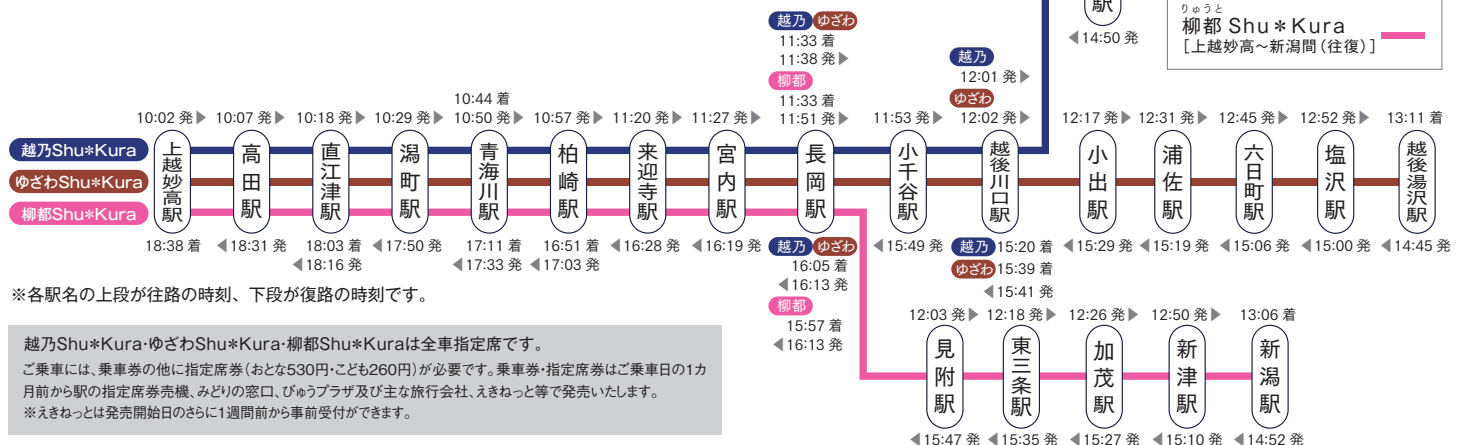 駅
◀14:50 発
りゅうと
柳都 Shu＊Kura
［上越妙高～新潟間（往復）］
越乃 ゆざわ
11:33 着
11:38 発▶
柳都
11:33 着
11:51 発▶
越乃
12:01 発▶
ゆざわ
12:02 発▶
10:02 発▶ 10:07 発▶ 10:18 発▶ 10:29 発▶
10:44 着
10:50 発▶
10:57 発▶ 11:20 発▶ 11:27 発▶
11:53 発▶
12:17 発▶ 12:31 発▶ 12:45 発▶ 12:52 発▶ 13:11 着
越乃Shu＊Kura
ゆざわShu＊Kura
柳都Shu＊Kura
上越妙高駅
高田駅
直江津駅
潟町駅
青海川駅
柏崎駅
来迎寺駅
宮内駅
長岡駅
小千谷駅
越後川口駅
小出駅
浦佐駅
六日町駅
塩沢駅
越後湯沢駅
18:38 着
◀18:31 発
18:03 着
◀18:16 発
◀17:50 発
17:11 着
◀17:33 発
16:51 着
◀17:03 発
◀16:28 発
◀16:19 発
越乃 ゆざわ
16:05 着
◀16:13 発
柳都
15:57 着
◀16:13 発
◀15:49 発
越乃 15:20 着
ゆざわ 15:39 着
◀15:41 発
◀15:29 発
◀15:19 発
◀15:06 発
◀15:00 発
◀14:45 発
※各駅名の上段が往路の時刻、下段が復路の時刻です。
越乃Shu＊Kura・ゆざわShu＊Kura・柳都Shu＊Kuraは全車指定席です。
ご乗車には、乗車券の他に指定席券（おとな530円・こども260円）が必要です。乗車券・指定席券はご乗車日の1カ
月前から駅の指定席券売機、みどりの窓口、びゅうプラザ及び主な旅行会社、えきねっと等で発売いたします。
※えきねっとは発売開始日のさらに1週間前から事前受付ができます。
12:03 発▶ 12:18 発▶ 12:26 発▶ 12:50 発▶ 13:06 着
見附駅
東三条駅
加茂駅
新津駅
新潟駅
◀15:47 発 ◀15:35 発 ◀15:27 発 ◀15:10 発 ◀14:52 発